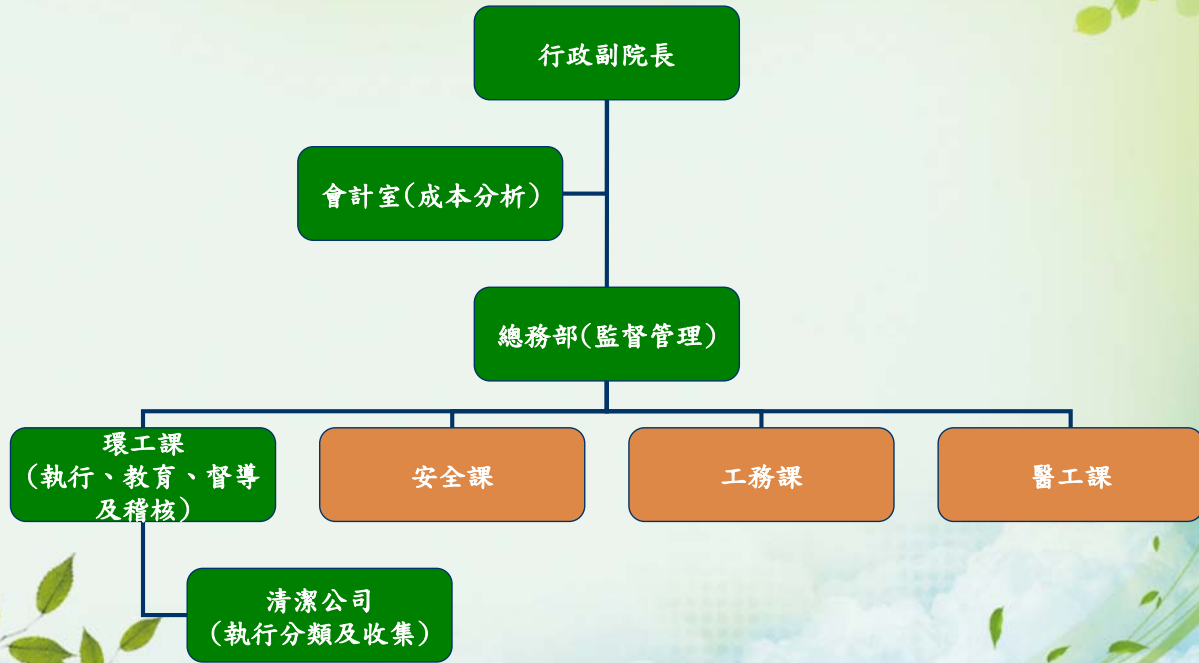 行政副院長
會計室(成本分析)
總務部(監督管理)
環工課
(執行、教育、督導
及稽核)
安全課
工務課
醫工課
清潔公司
(執行分類及收集)